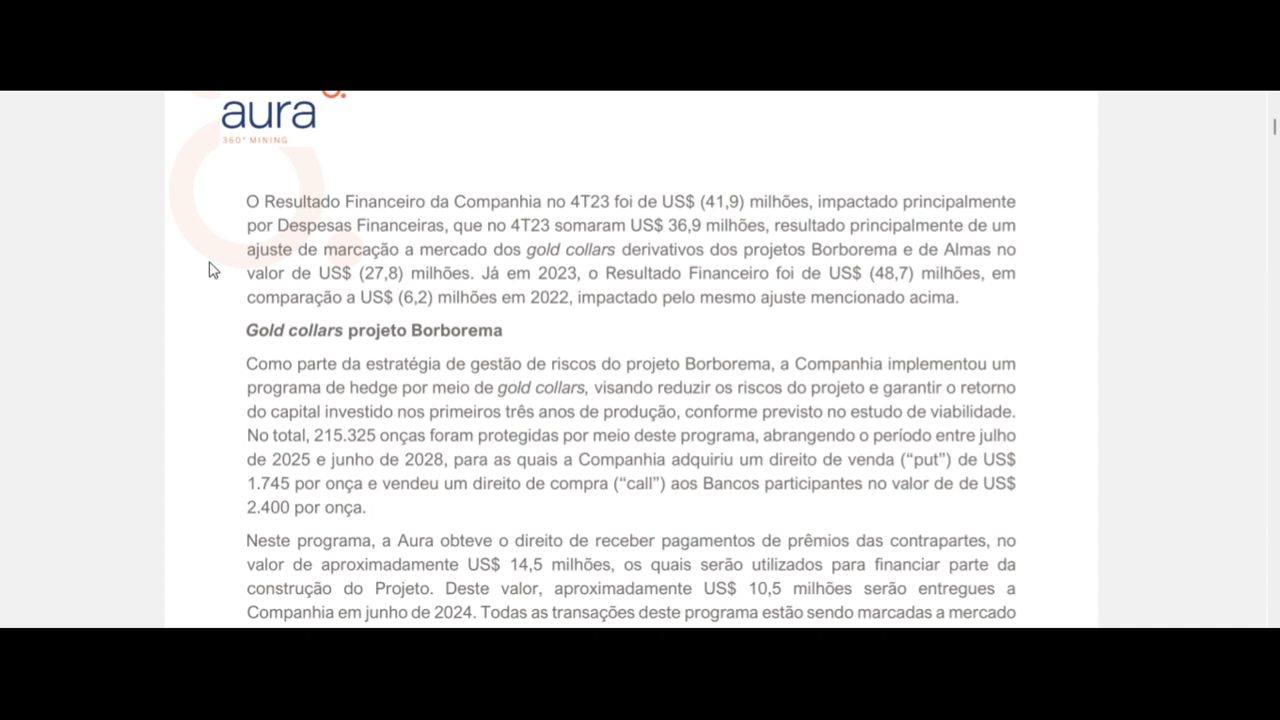 aura
360° MINING
O Resultado Financeiro da Companhia no 4T23 foi de US$ (41,9) milhões, impactado principalmente
por Despesas Financeiras, que no 4T23 somaram US$ 36,9 milhões, resultado principalmente de um
ajuste de marcação a mercado dos gold collars derivativos dos projetos Borborema e de Almas no
valor de US$ (27,8) milhões. Já em 2023, o Resultado Financeiro foi de US$ (48,7) milhões, em
comparação a US$ (6,2) milhões em 2022, impactado pelo mesmo ajuste mencionado acima.
Gold collars projeto Borborema
Como parte da estratégia de gestão de riscos do projeto Borborema, a Companhia implementou um
programa de hedge por meio de gold collars, visando reduzir os riscos do projeto e garantir o retorno
do capital investido nos primeiros três anos de produção, conforme previsto no estudo de viabilidade.
No total, 215.325 onças foram protegidas por meio deste programa, abrangendo o período entre julho
de 2025 e junho de 2028, para as quais a Companhia adquiriu um direito de venda (“put”) de US$
1.745 por onça e vendeu um direito de compra (“call”) aos Bancos participantes no valor de de US$
2.400 por onça.
Neste programa, a Aura obteve o direito de receber pagamentos de prêmios das contrapartes, no
valor de aproximadamente US$ 14,5 milhões, os quais serão utilizados para financiar parte da
construção do Projeto. Deste valor, aproximadamente US$ 10,5 milhões serão entregues a
Companhia em junho de 2024. Todas as transações deste programa estão sendo marcadas a mercado